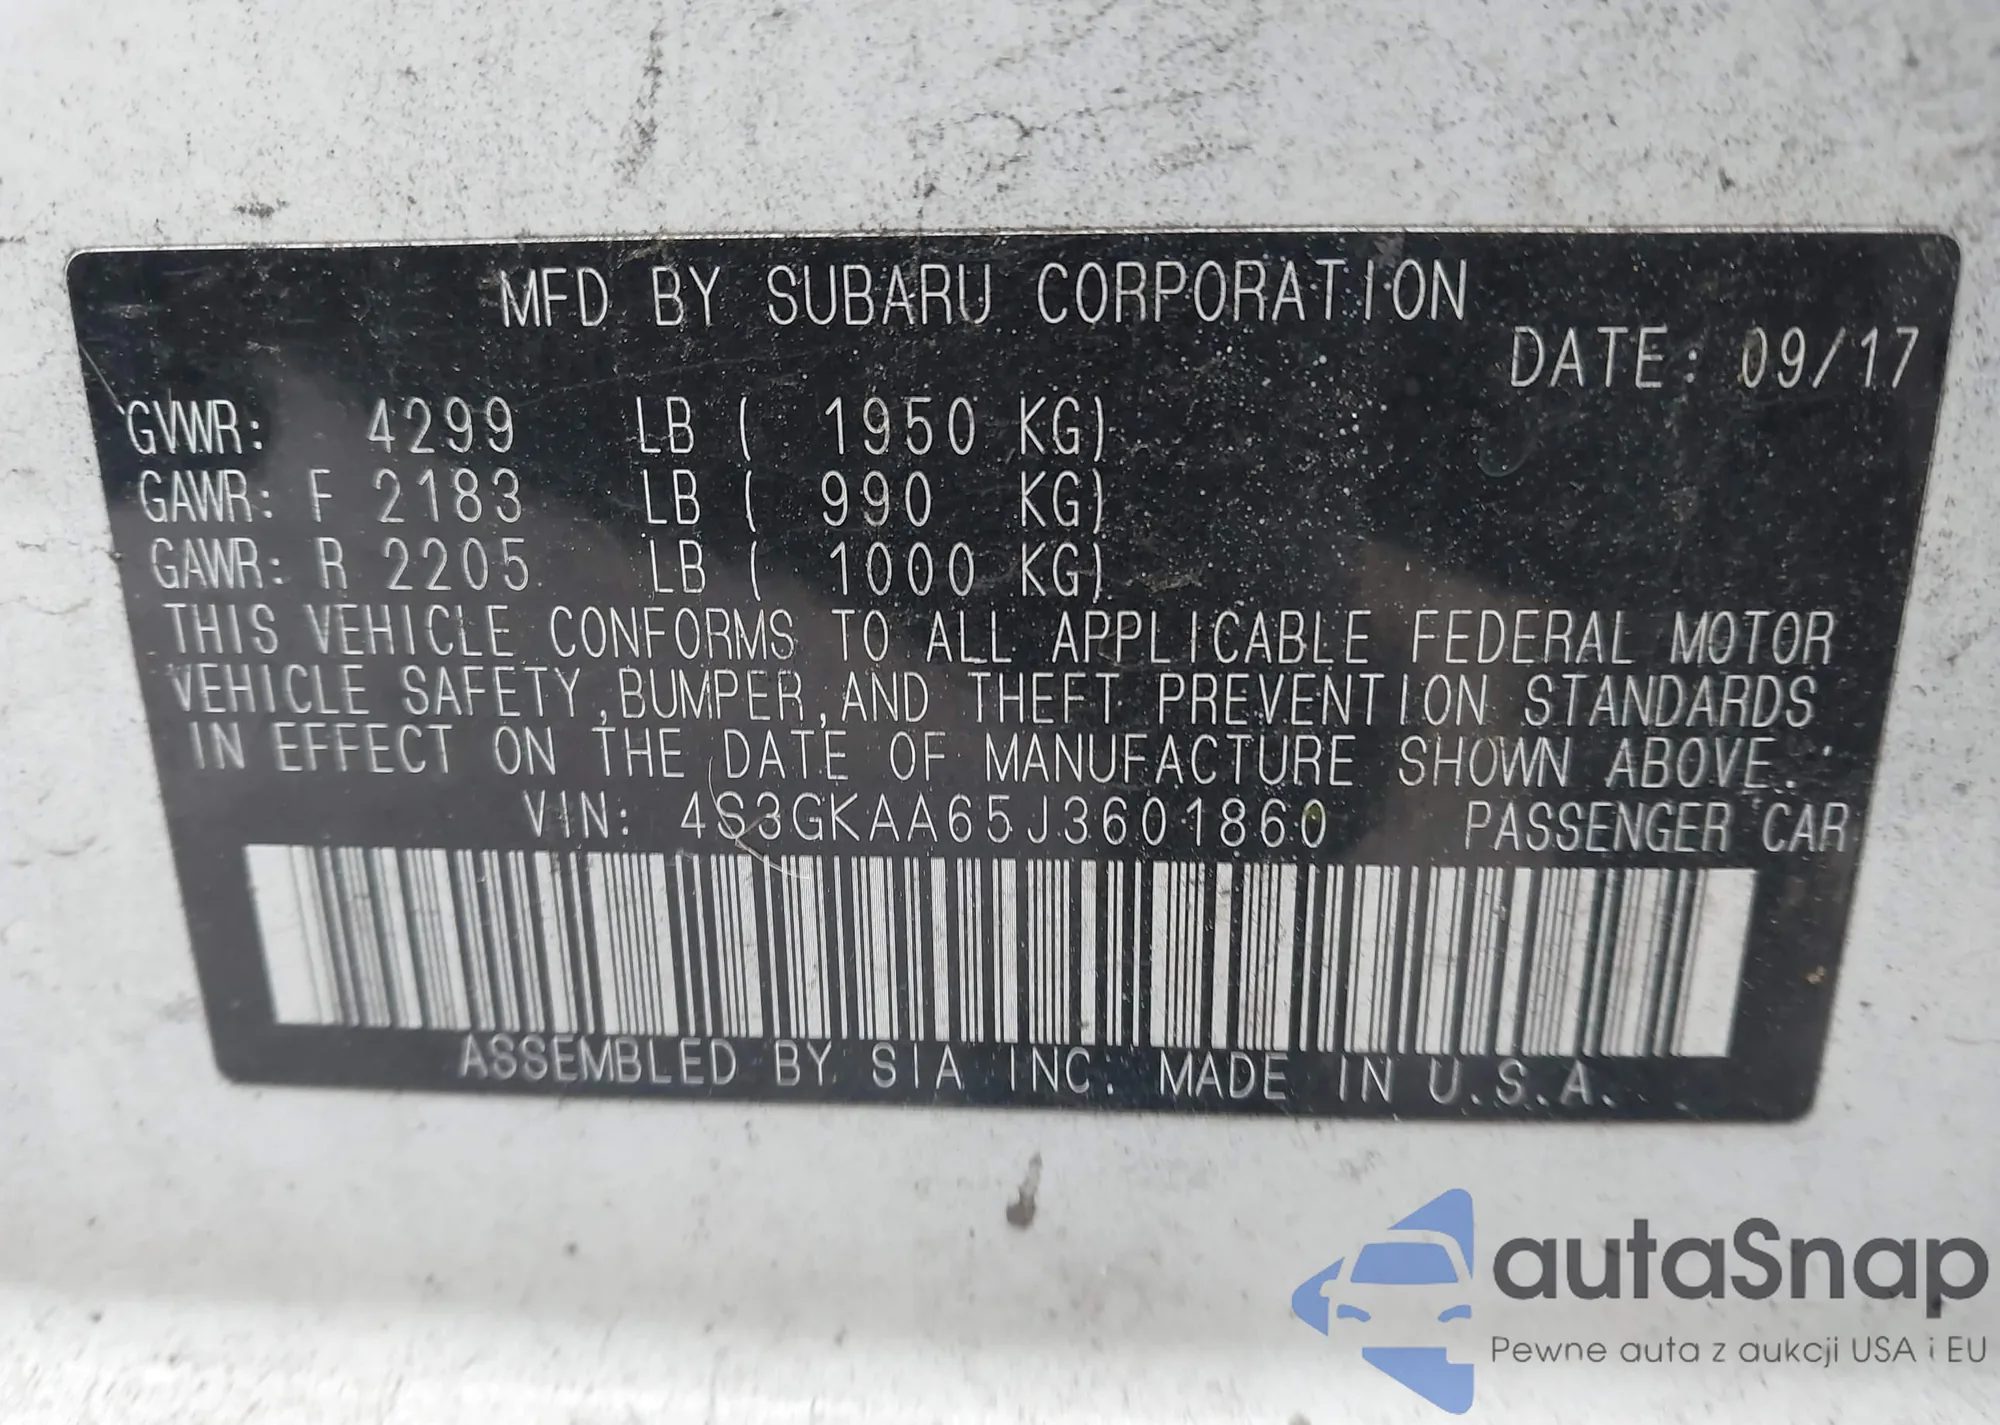 MFD BY SUBARU CORPORATION
DATE: 09/17
GVWR: 4299 LB ( 1950 KG)
GAWR: F 2183 LB ( 990 KG)
GAWR: R 2205 LB ( 1000 KG)
THIS VEHICLE CONFORMS TO ALL APPLICABLE FEDERAL MOTOR
VEHICLE SAFETY,BUMPER,AND THEFT PREVENTION STANDARDS
IN EFFECT ON THE DATE OF MANUFACTURE SHOWN ABOVE.
VIN: 4S3GKAA65J3601860 PASSENGER CAR
ASSEMBLED BY SIA INC. MADE IN U.S.A.
autaSnap
Pewne auta z aukcji USA i EU